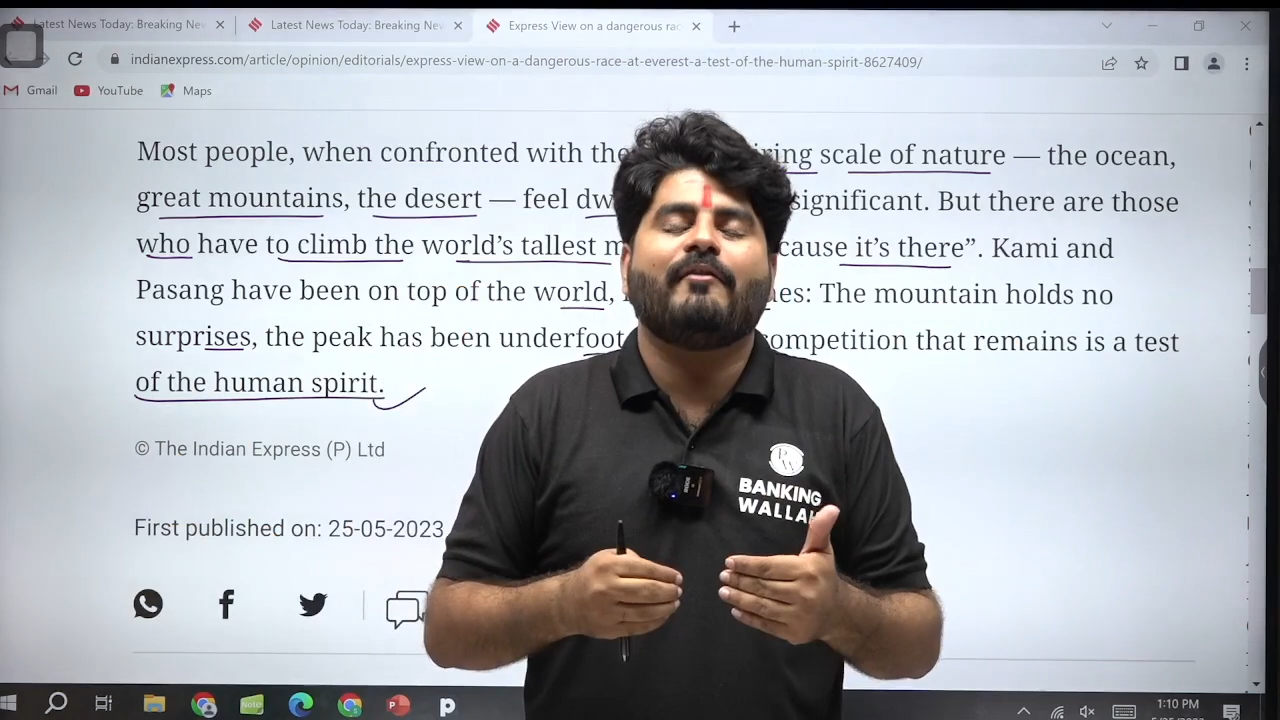 Latest News Today: Breaking Nev
Latest News Today: Breaking Nev
Express View on a dangerous rac
indianexpress.com/article/opinion/editorials/express-view-on-a-dangerous-race-at-everest-a-test-of-the-human-spirit-8627409/
Gmail YouTube Maps
Most people, when confronted with the scale of nature — the ocean,
great mountains, the desert — feel significant. But there are those
who have to climb the world's tallest it's there”. Kami and
Pasang have been on top of the world, The mountain holds no
surprises, the peak has been underfoot competition that remains is a test
of the human spirit.
© The Indian Express (P) Ltd
First published on: 25-05-2023
PW
BANKING
WALLAH
Note
1:10 PM